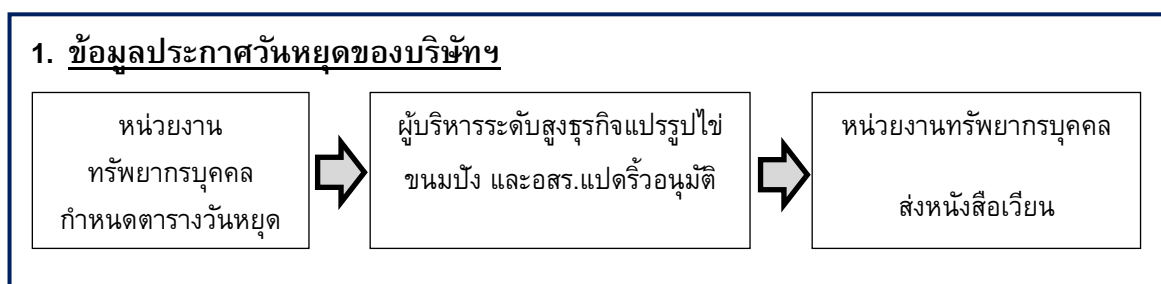 1. ข้อมูลประกาศวันหยุดของบริษัทฯ
หน่วยงาน
ทรัพยากรบุคคล
กำหนดตารางวันหยุด
ผู้บริหารระดับสูงธุรกิจแปรรูปไข่
ขนมปัง และอสร.แปดริ้วอนุมัติ
หน่วยงานทรัพยากรบุคคล
ส่งหนังสือเวียน